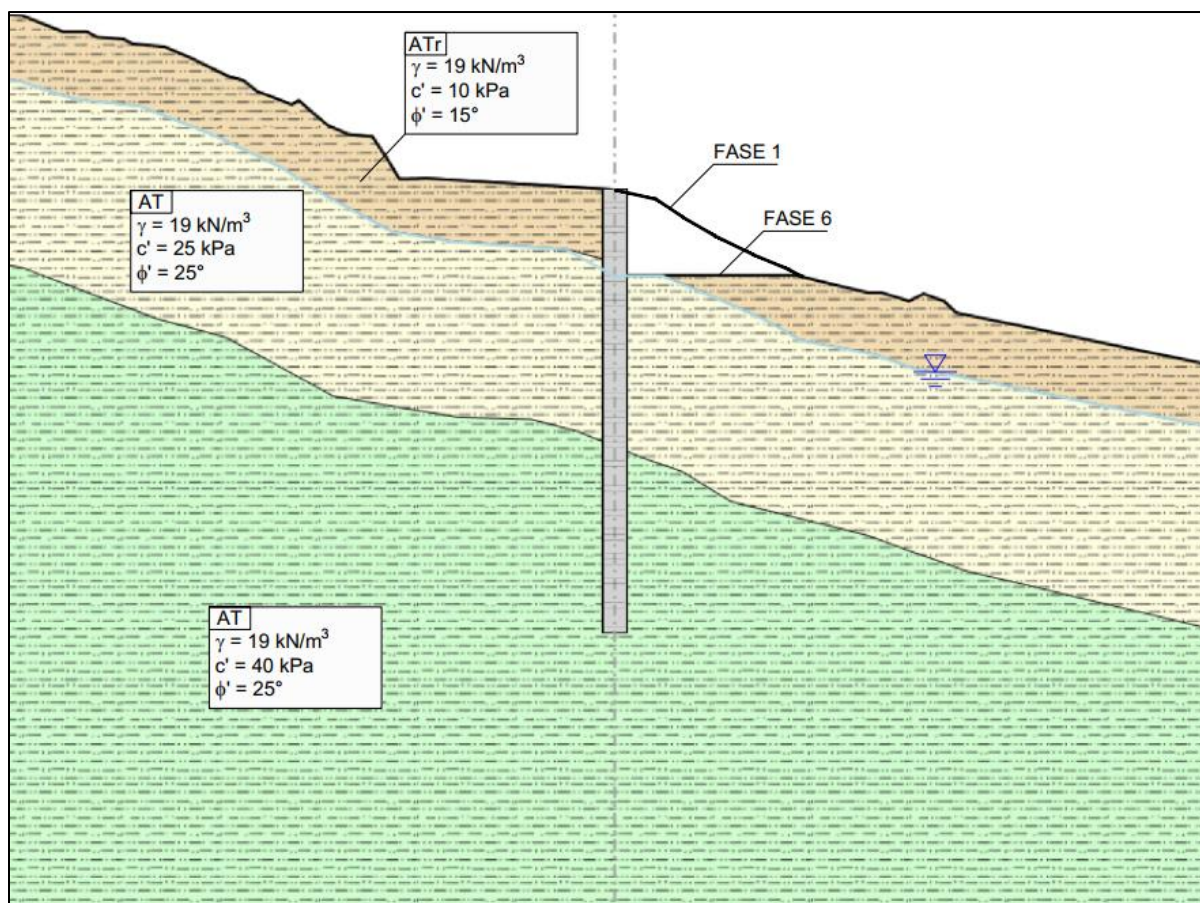 ATr
γ = 19 kN/m³
c' = 10 kPa
ϕ' = 15°
FASE 1
AT
γ = 19 kN/m³
c' = 25 kPa
ϕ' = 25°
FASE 6
AT
γ = 19 kN/m³
c' = 40 kPa
ϕ' = 25°